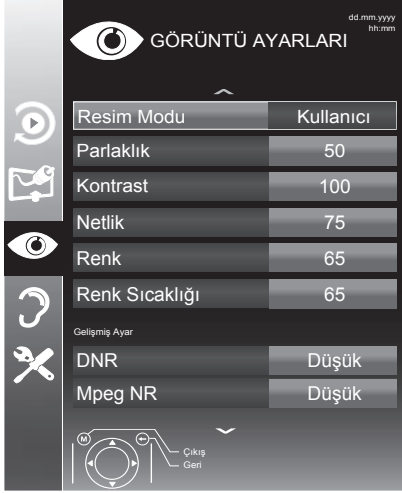 dd.mm.yyyy
hh:mm
GÖRÜNTÜ AYARLARI
Resim Modu Kullanıcı
Parlaklık 50
Kontrast 100
Netlik 75
Renk 65
Renk Sıcaklığı 65
Gelişmiş Ayar
DNR Düşük
Mpeg NR Düşük
M
Çıkış
Geri